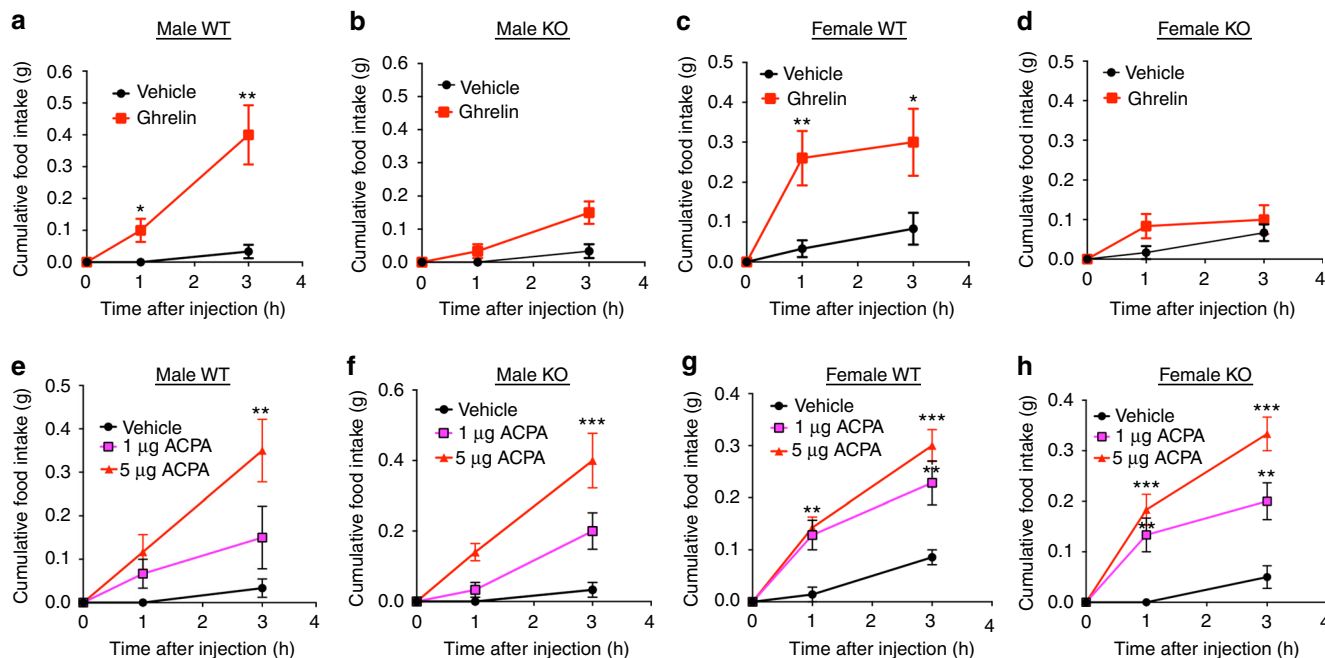 a
Male WT
Cumulative food intake (g)
0.6
0.5
0.4
0.3
0.2
0.1
0.0
Vehicle
Ghrelin
*
**
0 1 2 3 4
Time after injection (h)
b
Male KO
Cumulative food intake (g)
0.6
0.5
0.4
0.3
0.2
0.1
0.0
Vehicle
Ghrelin
0 1 2 3 4
Time after injection (h)
c
Female WT
Cumulative food intake (g)
0.5
0.4
0.3
0.2
0.1
0.0
Vehicle
Ghrelin
**
*
0 1 2 3 4
Time after injection (h)
d
Female KO
Cumulative food intake (g)
0.5
0.4
0.3
0.2
0.1
0.0
Vehicle
Ghrelin
0 1 2 3 4
Time after injection (h)
e
Male WT
Cumulative food intake (g)
0.5
0.4
0.3
0.2
0.1
0.0
Vehicle
1 μg ACPA
5 μg ACPA
**
0 1 2 3 4
Time after injection (h)
f
Male KO
Cumulative food intake (g)
0.6
0.4
0.2
0.0
Vehicle
1 μg ACPA
5 μg ACPA
***
0 1 2 3 4
Time after injection (h)
g
Female WT
Cumulative food intake (g)
0.4
0.3
0.2
0.1
0.0
Vehicle
1 μg ACPA
5 μg ACPA
**
***
**
0 1 2 3 4
Time after injection (h)
h
Female KO
Cumulative food intake (g)
0.4
0.3
0.2
0.1
0.0
Vehicle
1 μg ACPA
5 μg ACPA
***
**
***
**
0 1 2 3 4
Time after injection (h)